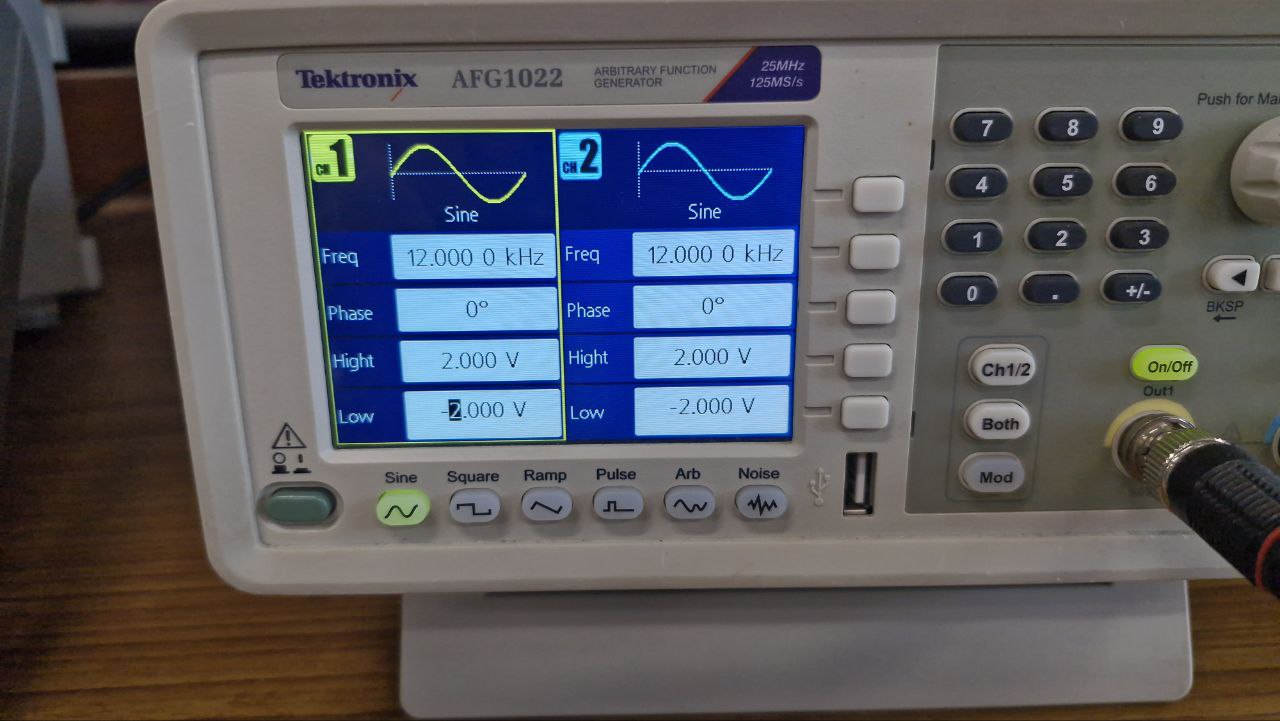 Tektronix AFG1022 ARBITRARY FUNCTION GENERATOR 25MHz 125MS/s
CH 1
Sine
Freq 12.000 0 kHz
Phase 0°
Hight 2.000 V
Low -2.000 V
CH 2
Sine
Freq 12.000 0 kHz
Phase 0°
Hight 2.000 V
Low -2.000 V
Sine Square Ramp Pulse Arb Noise
Push for
7 8 9
4 5 6
1 2 3
0 . +/-
BKSP
Ch1/2
Both
Mod
On/Off
Out1